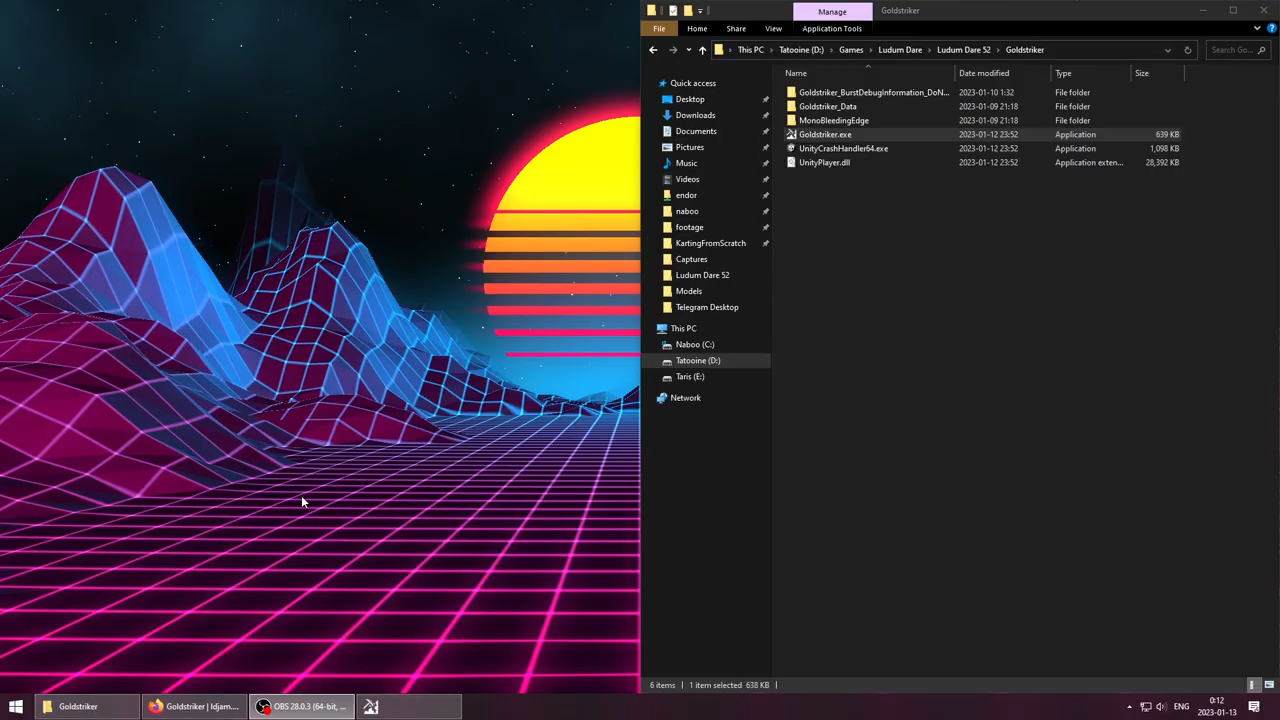 Manage
Goldstriker
File
Home
Share
View
Application Tools
This PC
Tatooine (D:)
Games
Ludum Dare
Ludum Dare 52
Goldstriker
Search Go...
Name
Date modified
Type
Size
Quick access
Desktop
Downloads
Documents
Pictures
Music
Videos
endor
naboo
footage
KartingFromScratch
Captures
Ludum Dare 52
Models
Telegram Desktop
This PC
Naboo (C:)
Tatooine (D:)
Taris (E:)
Network
Goldstriker_BurstDebugInformation_DoN... 2023-01-10 1:32 File folder
Goldstriker_Data 2023-01-09 21:18 File folder
MonoBleedingEdge 2023-01-09 21:18 File folder
Goldstriker.exe 2023-01-12 23:52 Application 639 KB
UnityCrashHandler64.exe 2023-01-12 23:52 Application 1,098 KB
UnityPlayer.dll 2023-01-12 23:52 Application exten... 28,392 KB
6 items 1 item selected 638 KB
Goldstriker
Goldstriker | ldjam....
OBS 28.0.3 (64-bit, ...
ENG
0:12
2023-01-13